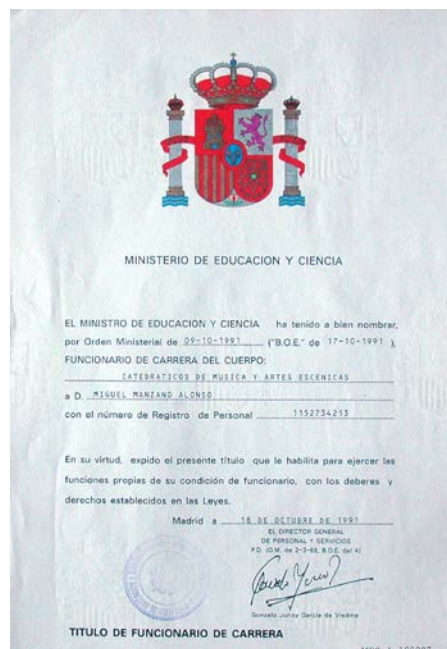 MINISTERIO DE EDUCACION Y CIENCIA
EL MINISTRO DE EDUCACION Y CIENCIA ha tenido a bien nombrar,
por Orden Ministerial de 09-10-1991 ("B.O.E." de 17-10-1991 ),
FUNCIONARIO DE CARRERA DEL CUERPO:
CATEDRATICOS DE MUSICA Y ARTES ESCENICAS
a D. MIGUEL MANZANO ALONSO
con el número de Registro de Personal 1152734213
En su virtud, expido el presente título que le habilita para ejercer las
funciones propias de su condición de funcionario, con los deberes y
derechos establecidos en las Leyes.
Madrid a 18 DE OCTUBRE DE 1991
EL DIRECTOR GENERAL
DE PERSONAL Y SERVICIOS
P.D. (O.M. de 2-3-88, B.O.E. del 4)
Gonzalo Junoy García de Viedma
TITULO DE FUNCIONARIO DE CARRERA